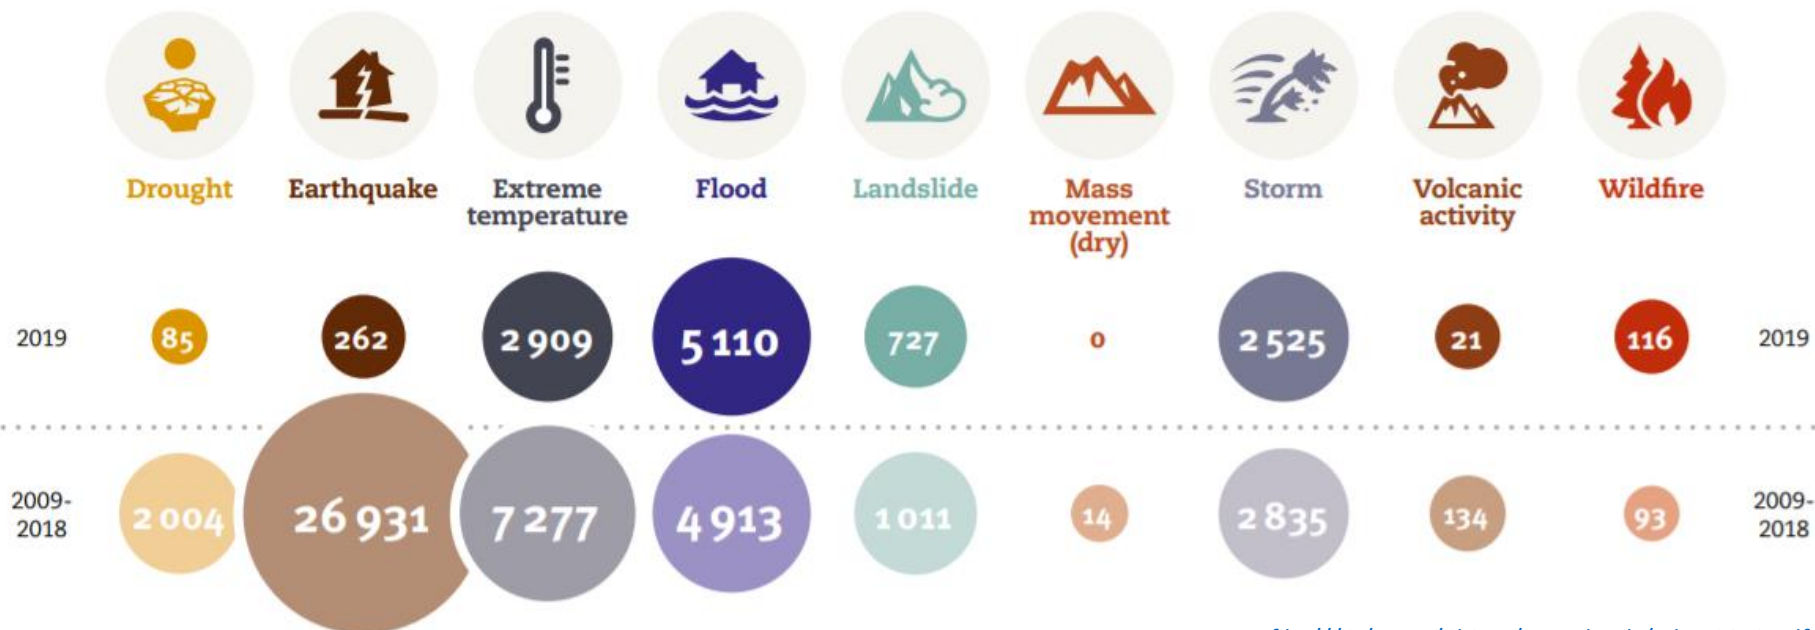 Drought Earthquake Extreme temperature Flood Landslide Mass movement (dry) Storm Volcanic activity Wildfire
2019 85 262 2 909 5 110 727 0 2 525 21 116 2019
2009-2018 2 004 26 931 7 277 4 913 1 011 14 2 835 134 93 2009-2018